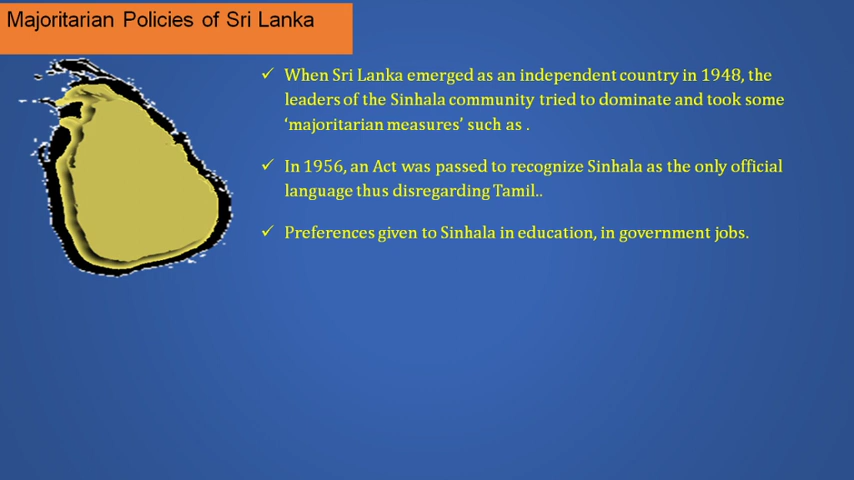 Majoritarian Policies of Sri Lanka
✓ When Sri Lanka emerged as an independent country in 1948, the
leaders of the Sinhala community tried to dominate and took some
‘majoritarian measures’ such as .
✓ In 1956, an Act was passed to recognize Sinhala as the only official
language thus disregarding Tamil..
✓ Preferences given to Sinhala in education, in government jobs.